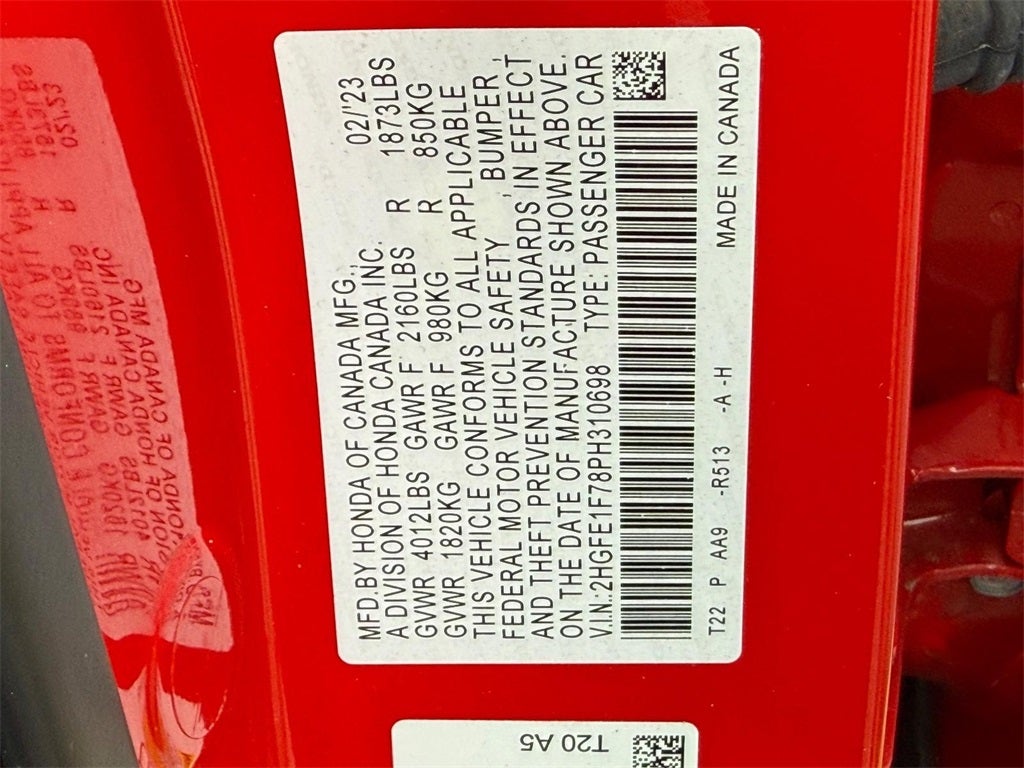 MFD.BY HONDA OF CANADA MFG., 02/'23
A DIVISION OF HONDA CANADA INC.
GVWR 4012LBS GAWR F 2160LBS R 1873LBS
GVWR 1820KG GAWR F 980KG R 850KG
THIS VEHICLE CONFORMS TO ALL APPLICABLE
FEDERAL MOTOR VEHICLE SAFETY , BUMPER ,
AND THEFT PREVENTION STANDARDS IN EFFECT
ON THE DATE OF MANUFACTURE SHOWN ABOVE.
V.I.N.:2HGFE1F78PH310698 TYPE: PASSENGER CAR
T22 P AA9 -R513 -A -H MADE IN CANADA
T20 A5